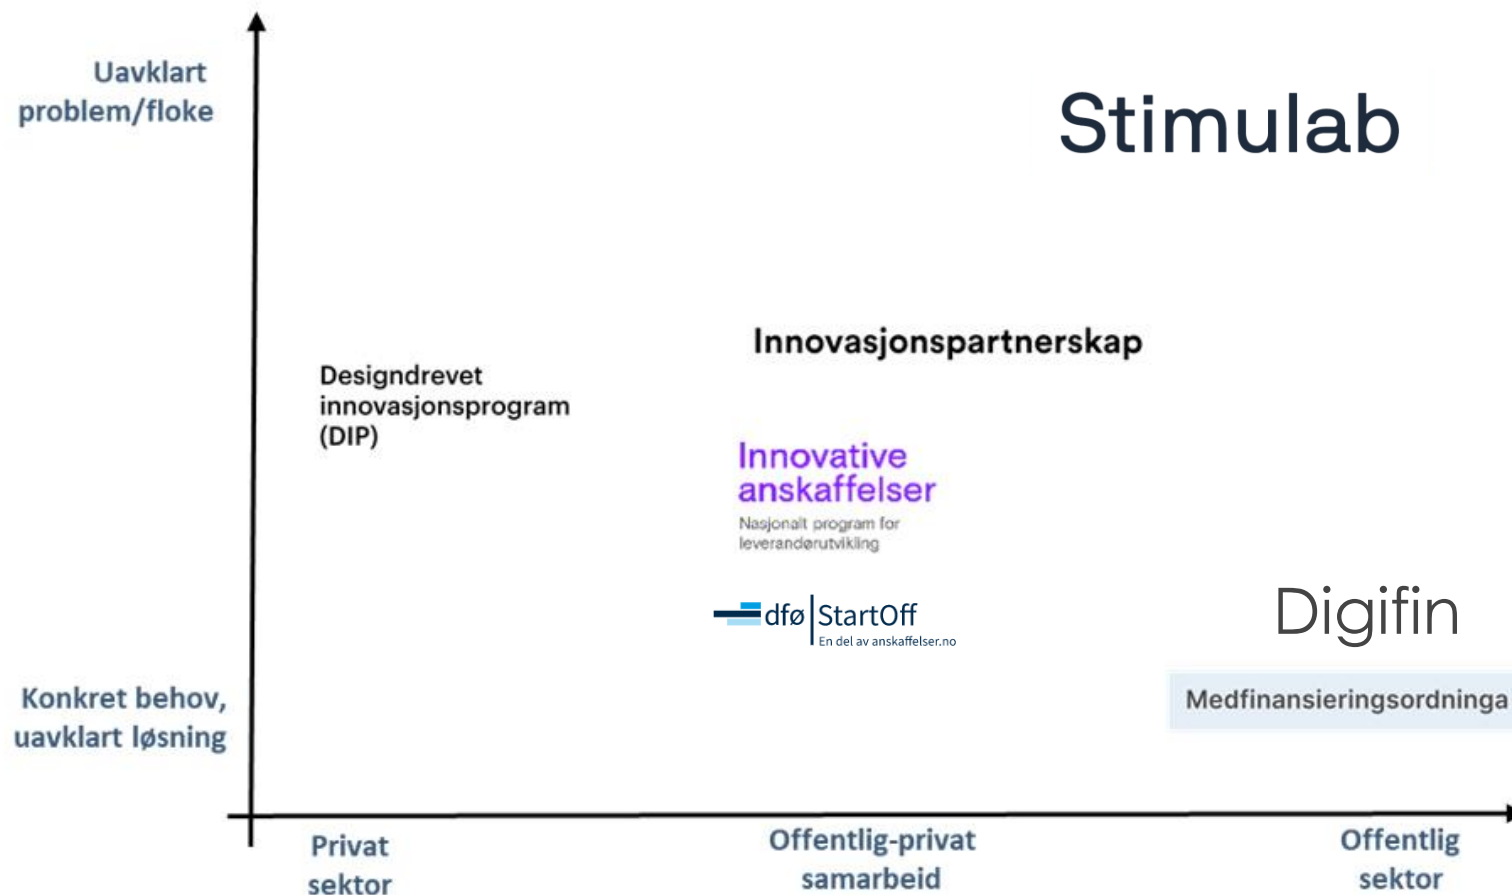 Uavklart
problem/floke
Stimulab
Innovasjonspartnerskap
Designdrevet
innovasjonsprogram
(DIP)
Innovative
anskaffelser
Nasjonalt program for
leverandørutvikling
dfø StartOff
En del av anskaffelser.no
Digifin
Medfinansieringsordninga
Konkret behov,
uavklart løsning
Privat
sektor
Offentlig-privat
samarbeid
Offentlig
sektor